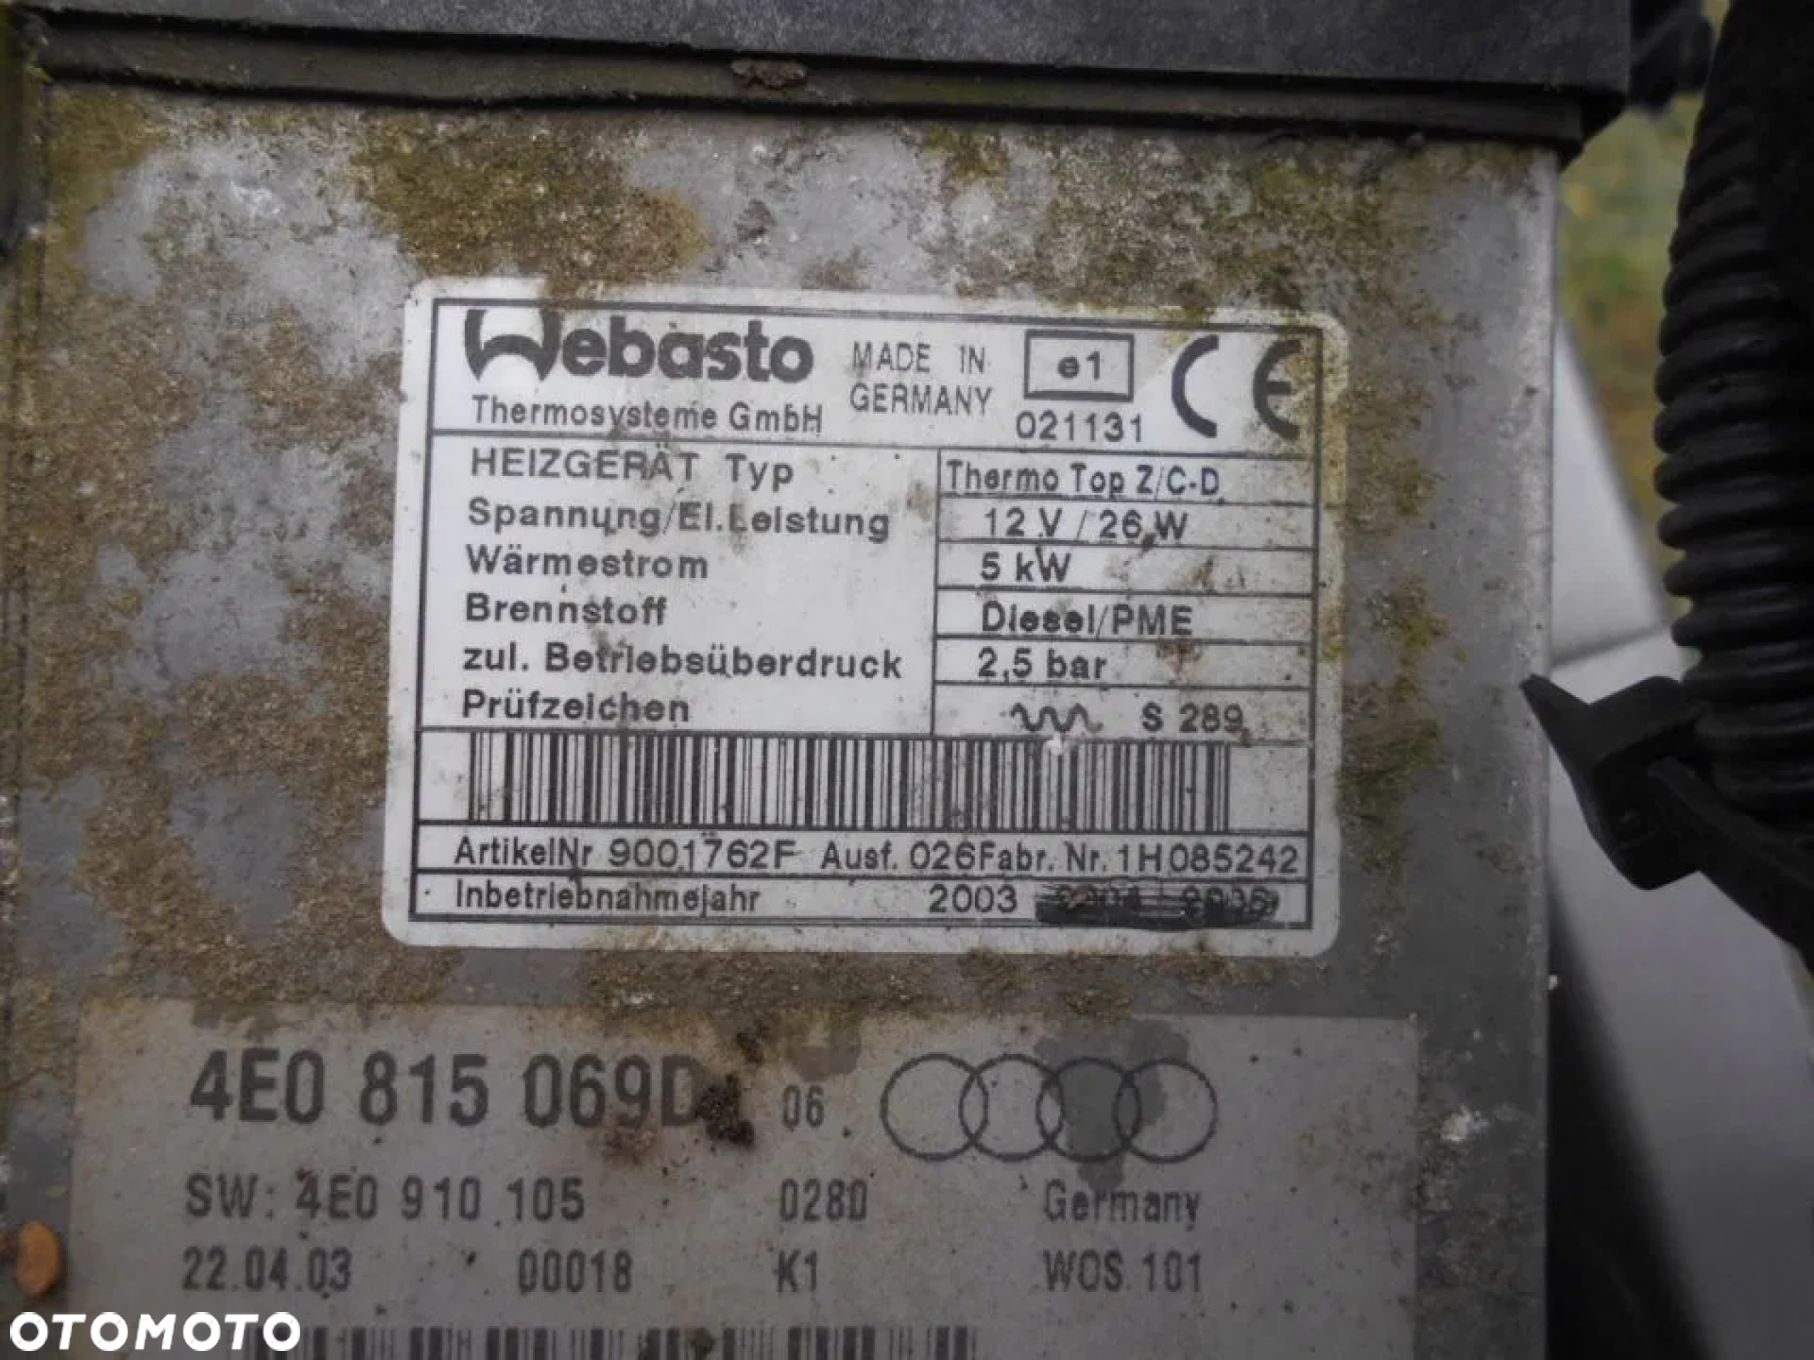 Webasto MADE IN GERMANY e1
Thermosysteme GmbH 021131 CE
HEIZGERÄT Typ Thermo Top Z/C-D
Spannung/El.Leistung 12 V / 26 W
Wärmestrom 5 kW
Brennstoff Diesel/PME
zul. Betriebsüberdruck 2,5 bar
Prüfzeichen S 289
ArtikelNr 9001762F Ausf. 026 Fabr. Nr. 1H085242
Inbetriebnahmejahr 2003
4E0 815 069D 06
SW: 4E0 910 105 0280 Germany
22.04.03 00018 K1 WOS 101
OTOMOTO